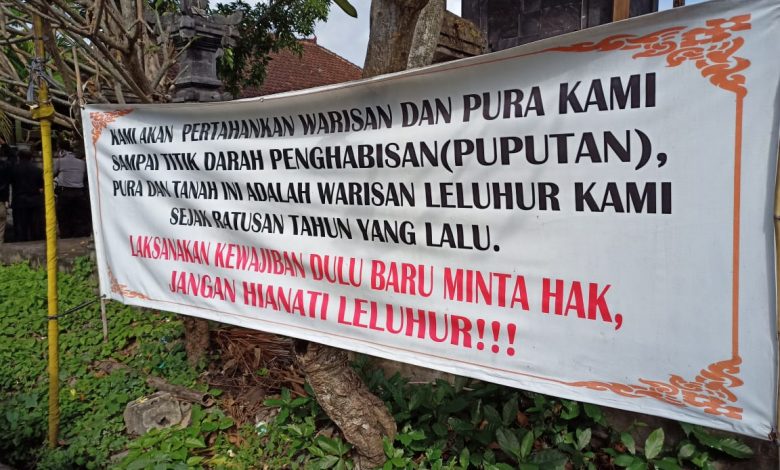 KAMI AKAN PERTAHANKAN WARISAN DAN PURA KAMI
SAMPAI TITIK DARAH PENGHABISAN(PUPUTAN),
PURA DAN TANAH INI ADALAH WARISAN LELUHUR KAMI
SEJAK RATUSAN TAHUN YANG LALU.
LAKSANAKAN KEWAJIBAN DULU BARU MINTA HAK,
JANGAN HIANATI LELUHUR!!!